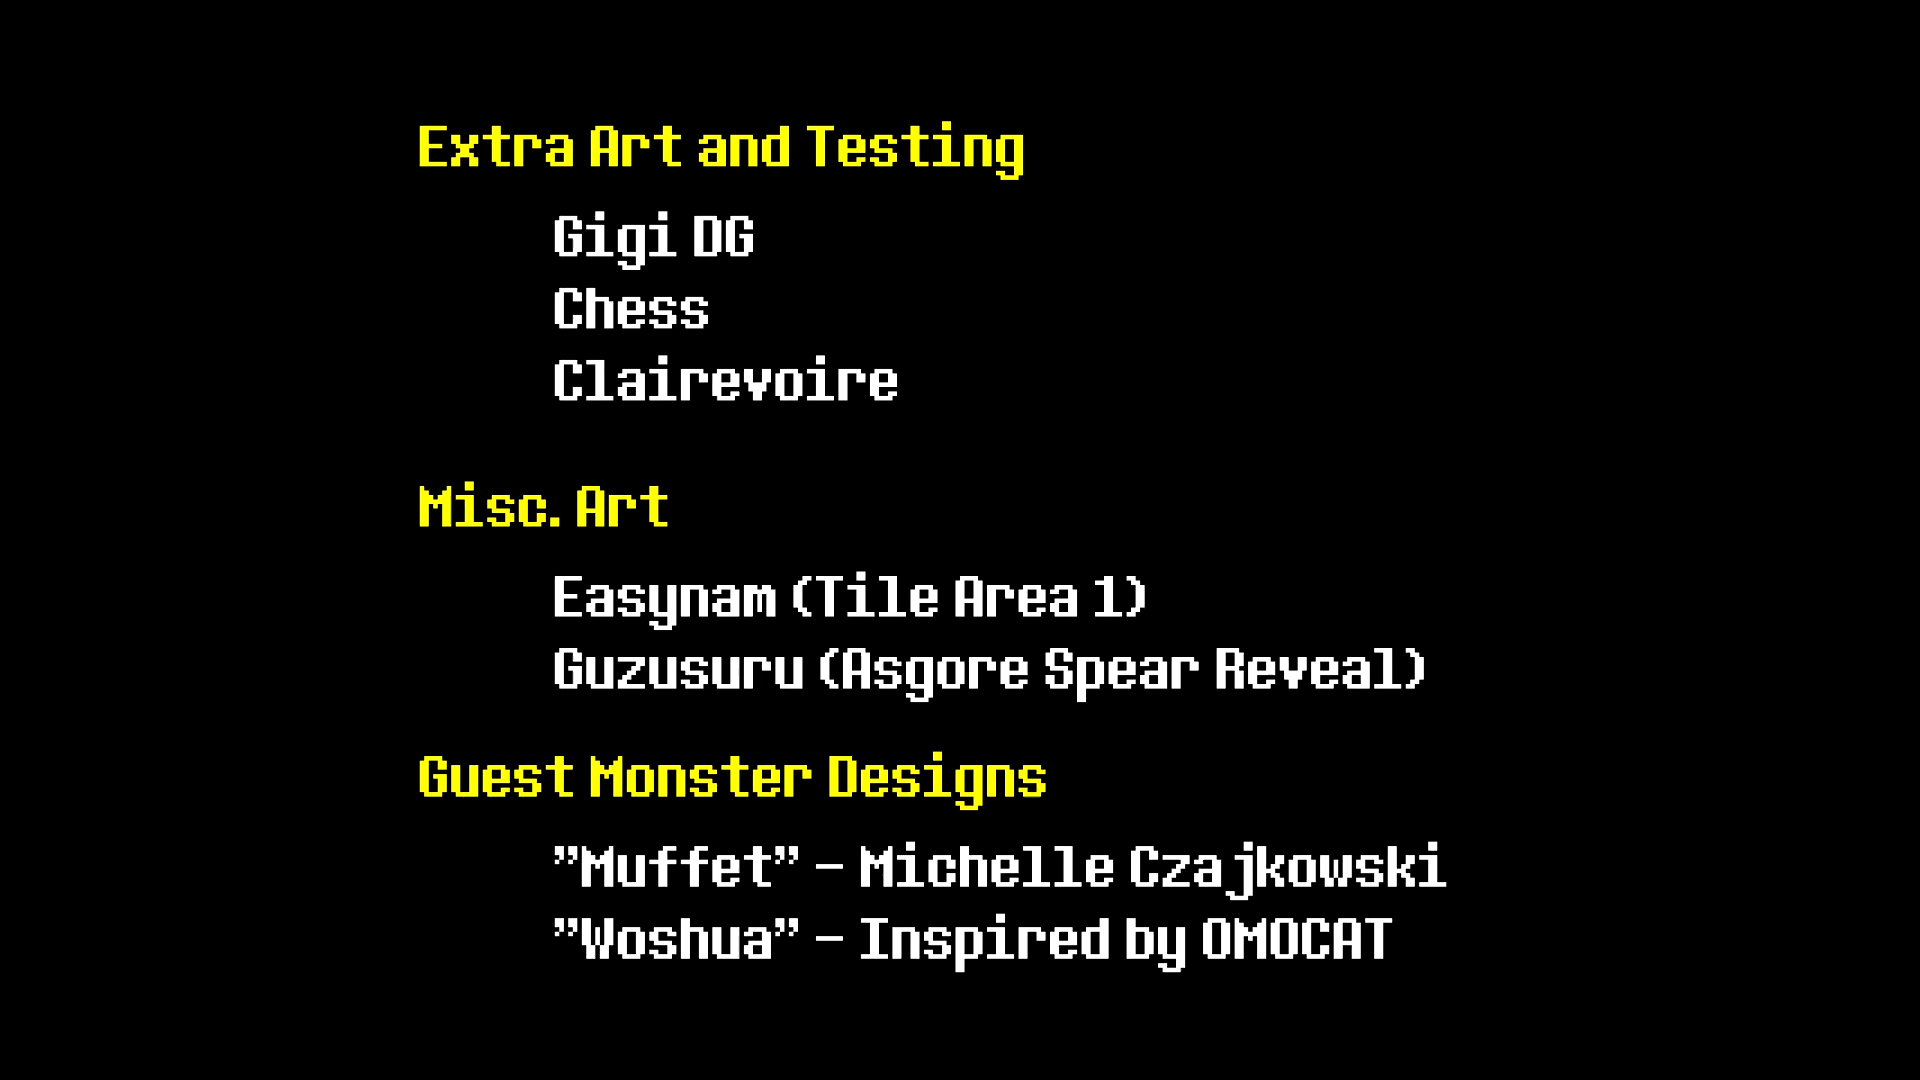 Extra Art and Testing
Gigi DG
Chess
Clairevoire
Misc. Art
Easynam (Tile Area 1)
Guzusuru (Asgore Spear Reveal)
Guest Monster Designs
"Muffet" - Michelle Czajkowski
"Woshua" - Inspired by OMOCAT